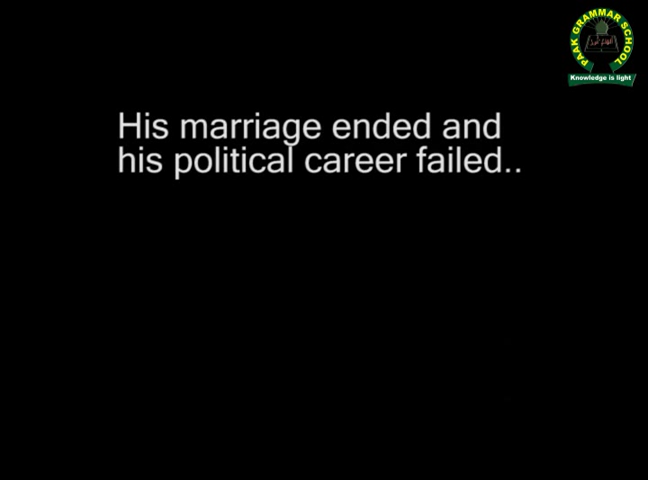 His marriage ended and
his political career failed..
PAAK GRAMMAR SCHOOL
Knowledge is light